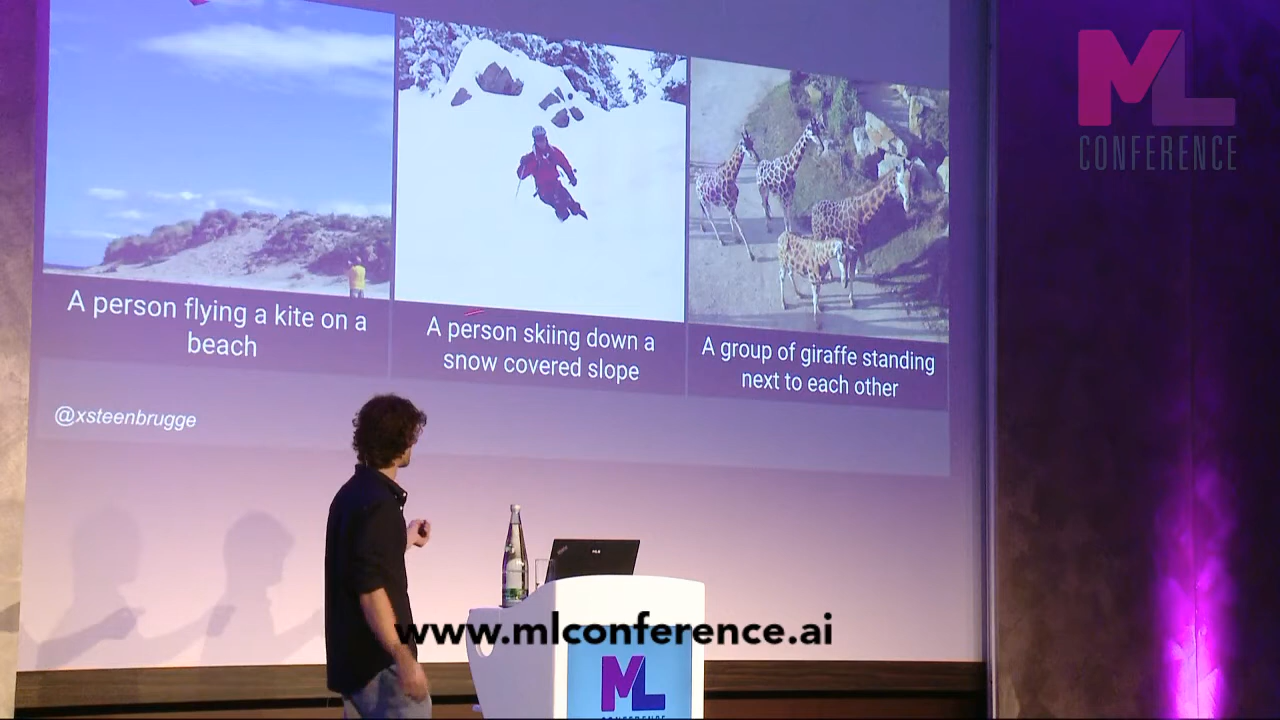 ML
CONFERENCE
A person flying a kite on a
beach
A person skiing down a
snow covered slope
A group of giraffe standing
next to each other
@xsteenbrugge
www.mlconference.ai
ML
CONFERENCE